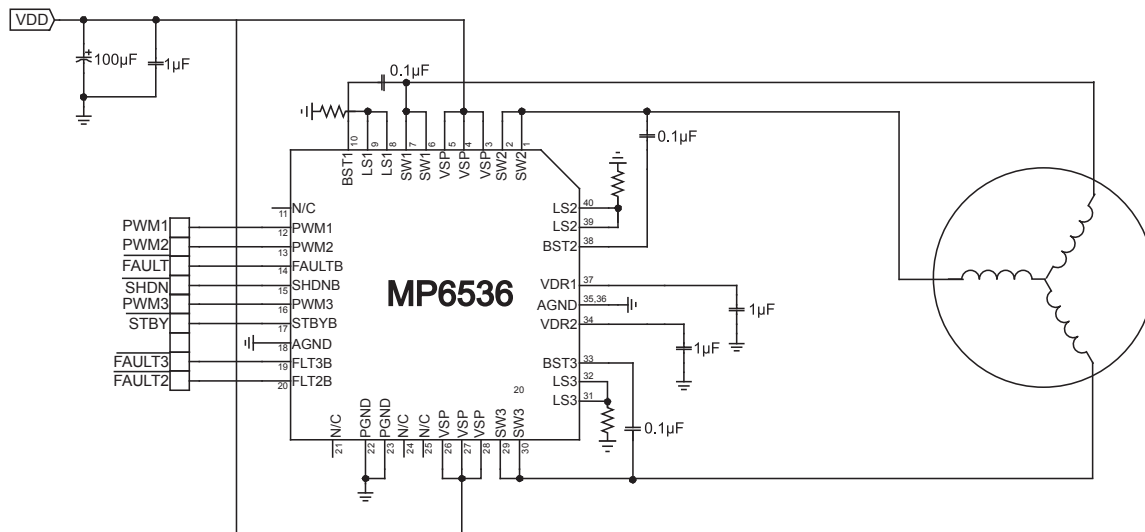 VDD
100µF
1µF
0.1µF
10 9 8 7 6 5 4 3 2 1
BST1 LS1 LS1 SW1 SW1 VSP VSP VSP SW2 SW2
0.1µF
N/C
11
PWM1 PWM1
12
PWM2 PWM2
13
FAULT FAULTB
14
SHDN SHDNB
15
PWM3 PWM3
16
STBY STBYB
17
AGND
18
FAULT3 FLT3B
19
FAULT2 FLT2B
20
MP6536
LS2 40
LS2 39
BST2 38
VDR1 37
AGND 35,36
1µF
VDR2 34
1µF
BST3 33
LS3 32
20
LS3 31
0.1µF
N/C PGND PGND N/C N/C VSP VSP VSP SW3 SW3
21 22 23 24 25 26 27 28 29 30